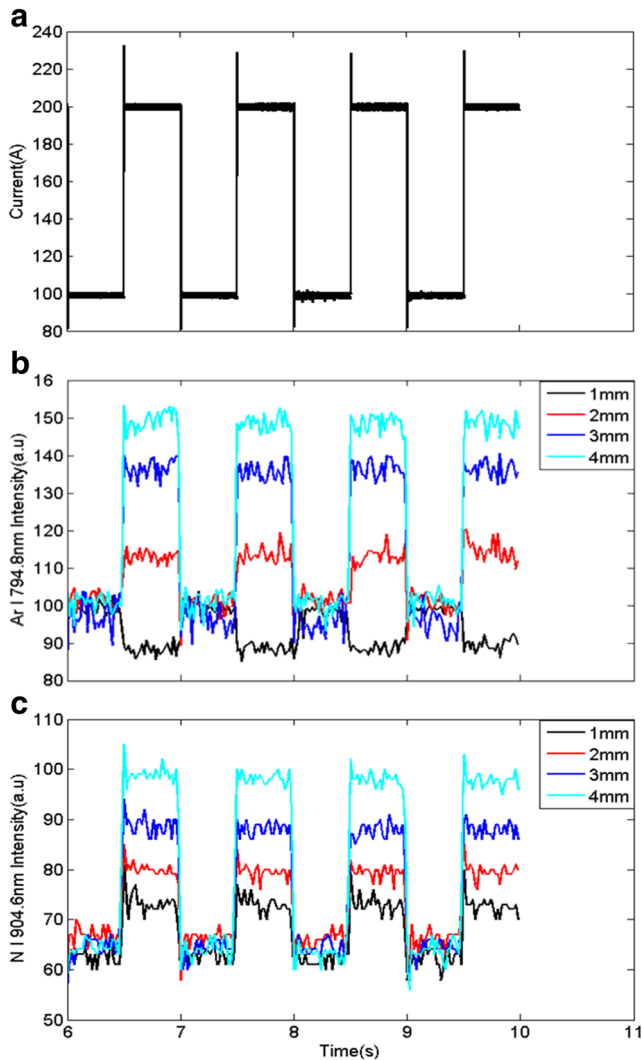 a
240
220
200
180
160
140
120
100
80
Current(A)
b
16
150
140
130
120
110
100
90
80
Ar I 794.8nm Intensity(a.u)
1mm
2mm
3mm
4mm
c
110
100
90
80
70
60
50
N I 904.6nm Intensity(a.u)
1mm
2mm
3mm
4mm
6 7 8 9 10 11
Time(s)